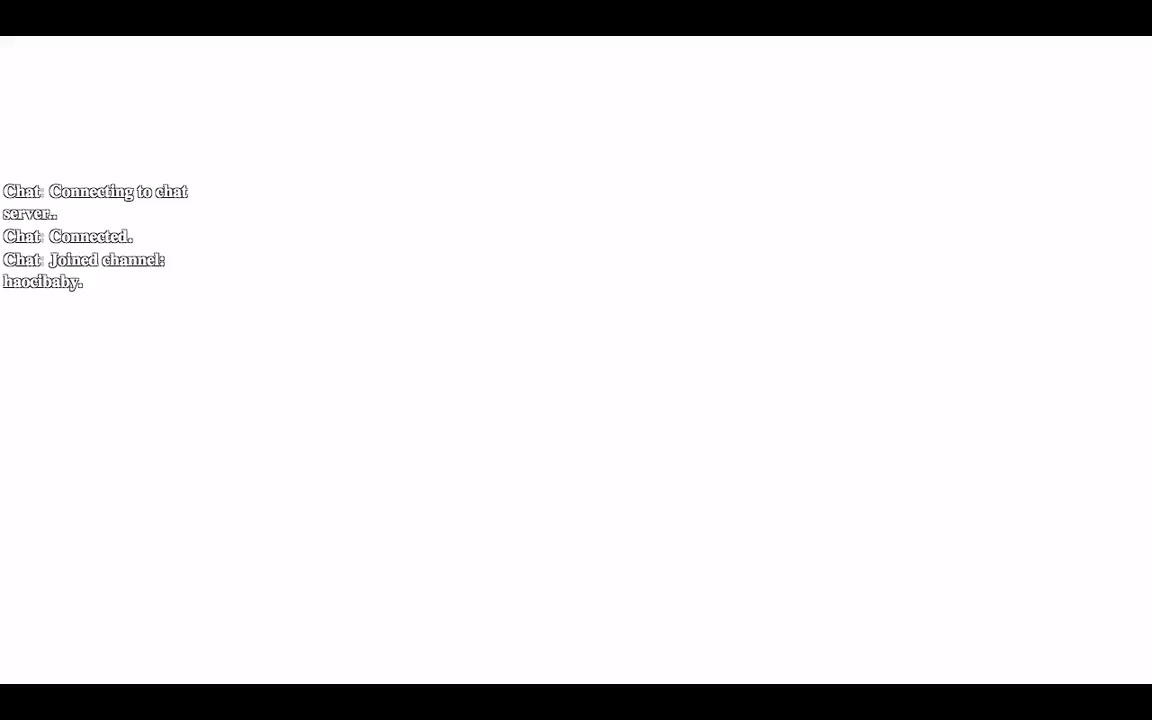 Chat: Connecting to chat
server..
Chat: Connected.
Chat: Joined channel:
haocibaby.